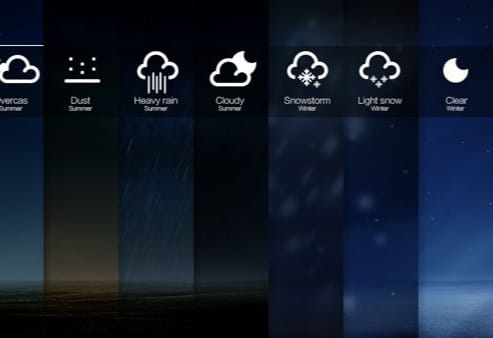 vercas
Summer
Dust
Summer
Heavy rain
Summer
Cloudy
Summer
Snowstorm
Winter
Light snow
Winter
Clear
Winter